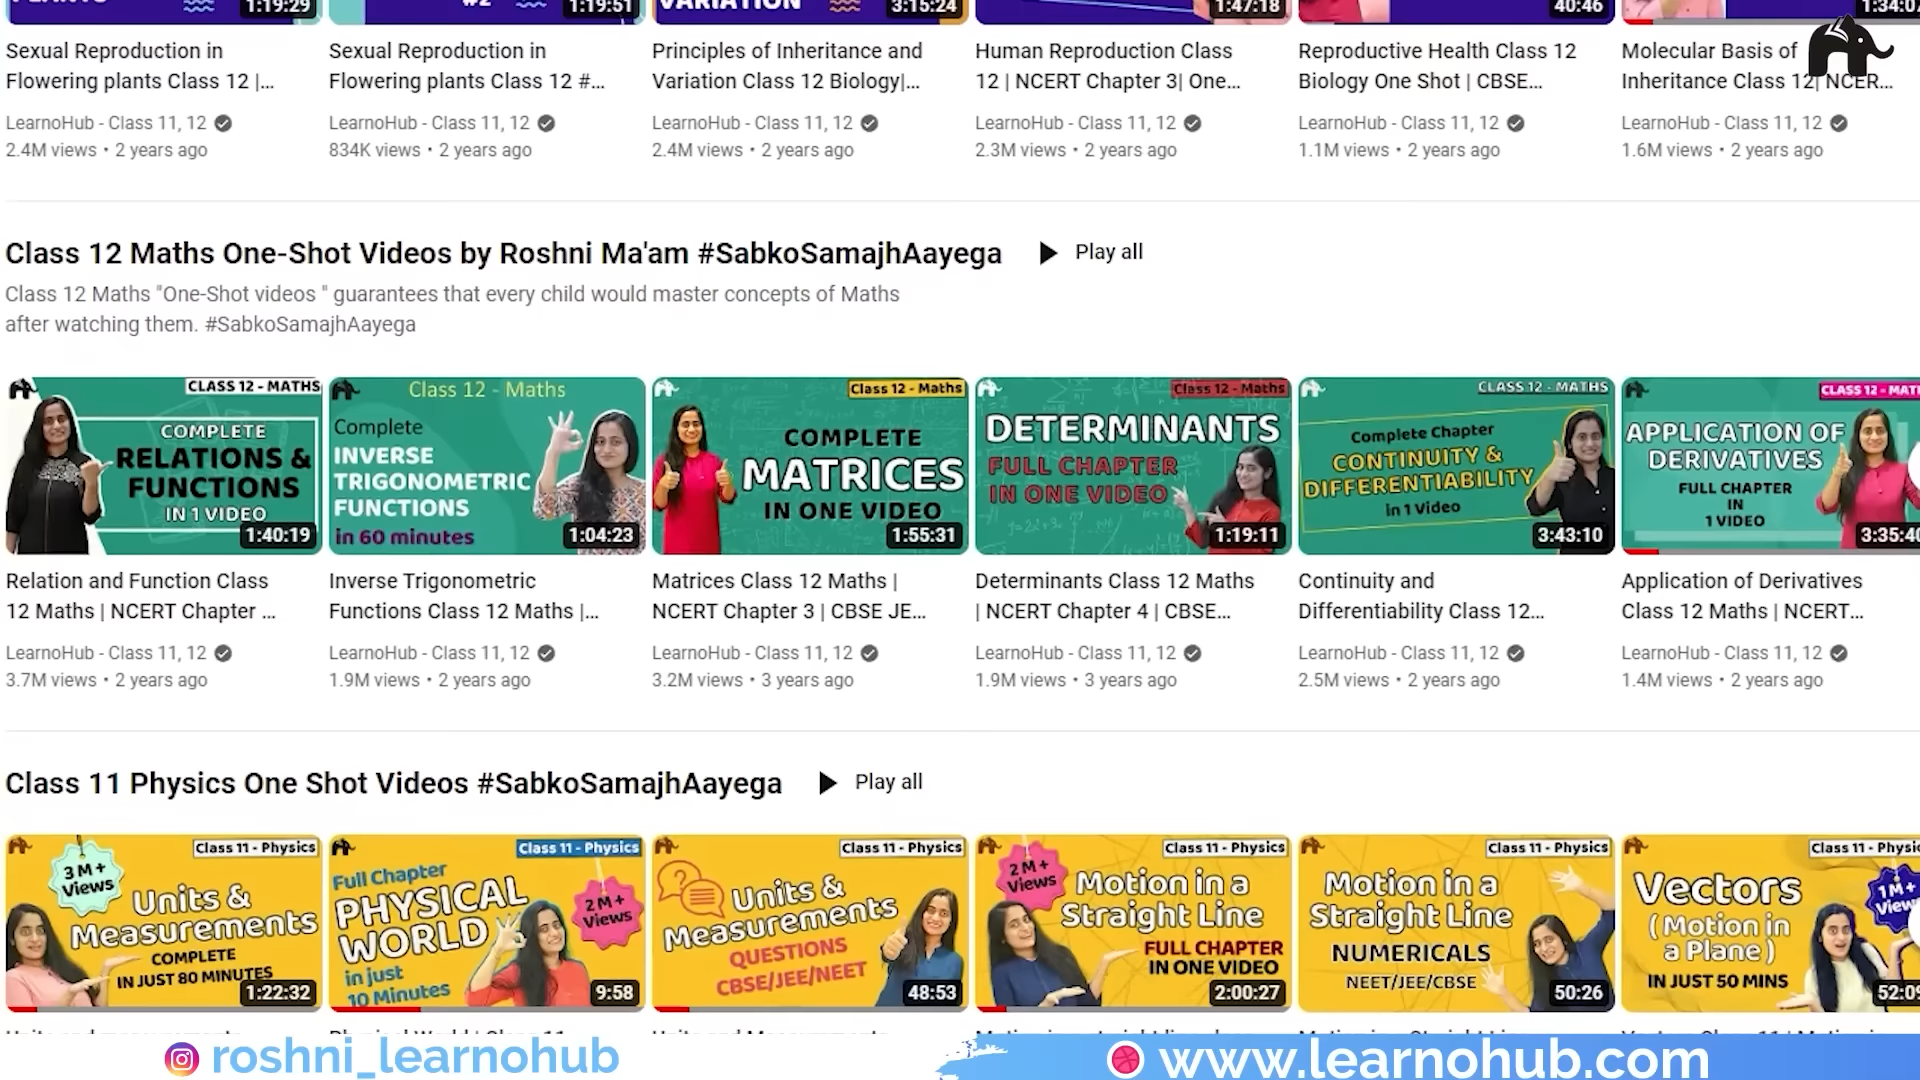 1:19:29
#2
1:19:51
VARIATION
3:15:24
1:47:18
40:46
1:34:07
Sexual Reproduction in
Flowering plants Class 12 |...
LearnoHub - Class 11, 12
2.4M views • 2 years ago
Sexual Reproduction in
Flowering plants Class 12 #...
LearnoHub - Class 11, 12
834K views • 2 years ago
Principles of Inheritance and
Variation Class 12 Biology|...
LearnoHub - Class 11, 12
2.4M views • 2 years ago
Human Reproduction Class
12 | NCERT Chapter 3| One...
LearnoHub - Class 11, 12
2.3M views • 2 years ago
Reproductive Health Class 12
Biology One Shot | CBSE...
LearnoHub - Class 11, 12
1.1M views • 2 years ago
Molecular Basis of
Inheritance Class 12| NCER...
LearnoHub - Class 11, 12
1.6M views • 2 years ago
Class 12 Maths One-Shot Videos by Roshni Ma'am #SabkoSamajhAayega
Play all
Class 12 Maths "One-Shot videos " guarantees that every child would master concepts of Maths
after watching them. #SabkoSamajhAayega
CLASS 12 - MATHS
COMPLETE
RELATIONS &
FUNCTIONS
IN 1 VIDEO
1:40:19
Class 12 - Maths
Complete
INVERSE
TRIGONOMETRIC
FUNCTIONS
in 60 minutes
1:04:23
Class 12 - Maths
COMPLETE
MATRICES
IN ONE VIDEO
1:55:31
Class 12 - Maths
DETERMINANTS
FULL CHAPTER
IN ONE VIDEO
1:19:11
CLASS 12 - MATHS
Complete Chapter
CONTINUITY &
DIFFERENTIABILITY
in 1 Video
3:43:10
CLASS 12 - MAT
APPLICATION OF
DERIVATIVES
FULL CHAPTER
IN
1 VIDEO
3:35:40
Relation and Function Class
12 Maths | NCERT Chapter ...
LearnoHub - Class 11, 12
3.7M views • 2 years ago
Inverse Trigonometric
Functions Class 12 Maths |...
LearnoHub - Class 11, 12
1.9M views • 2 years ago
Matrices Class 12 Maths |
NCERT Chapter 3 | CBSE JE...
LearnoHub - Class 11, 12
3.2M views • 3 years ago
Determinants Class 12 Maths
| NCERT Chapter 4 | CBSE...
LearnoHub - Class 11, 12
1.9M views • 3 years ago
Continuity and
Differentiability Class 12...
LearnoHub - Class 11, 12
2.5M views • 2 years ago
Application of Derivatives
Class 12 Maths | NCERT...
LearnoHub - Class 11, 12
1.4M views • 2 years ago
Class 11 Physics One Shot Videos #SabkoSamajhAayega
Play all
Class 11 - Physics
3 M+
Views
Units &
Measurements
COMPLETE
IN JUST 80 MINUTES
1:22:32
Class 11 - Physics
Full Chapter
PHYSICAL
WORLD
2 M+
Views
in just
10 Minutes
9:58
Class 11 - Physics
Units &
Measurements
QUESTIONS
CBSE/JEE/NEET
48:53
Class 11 - Physics
2 M+
Views
Motion in a
Straight Line
FULL CHAPTER
IN ONE VIDEO
2:00:27
Class 11 - Physics
Motion in a
Straight Line
NUMERICALS
NEET/JEE/CBSE
50:26
Class 11 - Physic
1 M+
View
Vectors
(Motion in
a Plane)
IN JUST 50 MINS
52:09
roshni_learnohub
www.learnohub.com